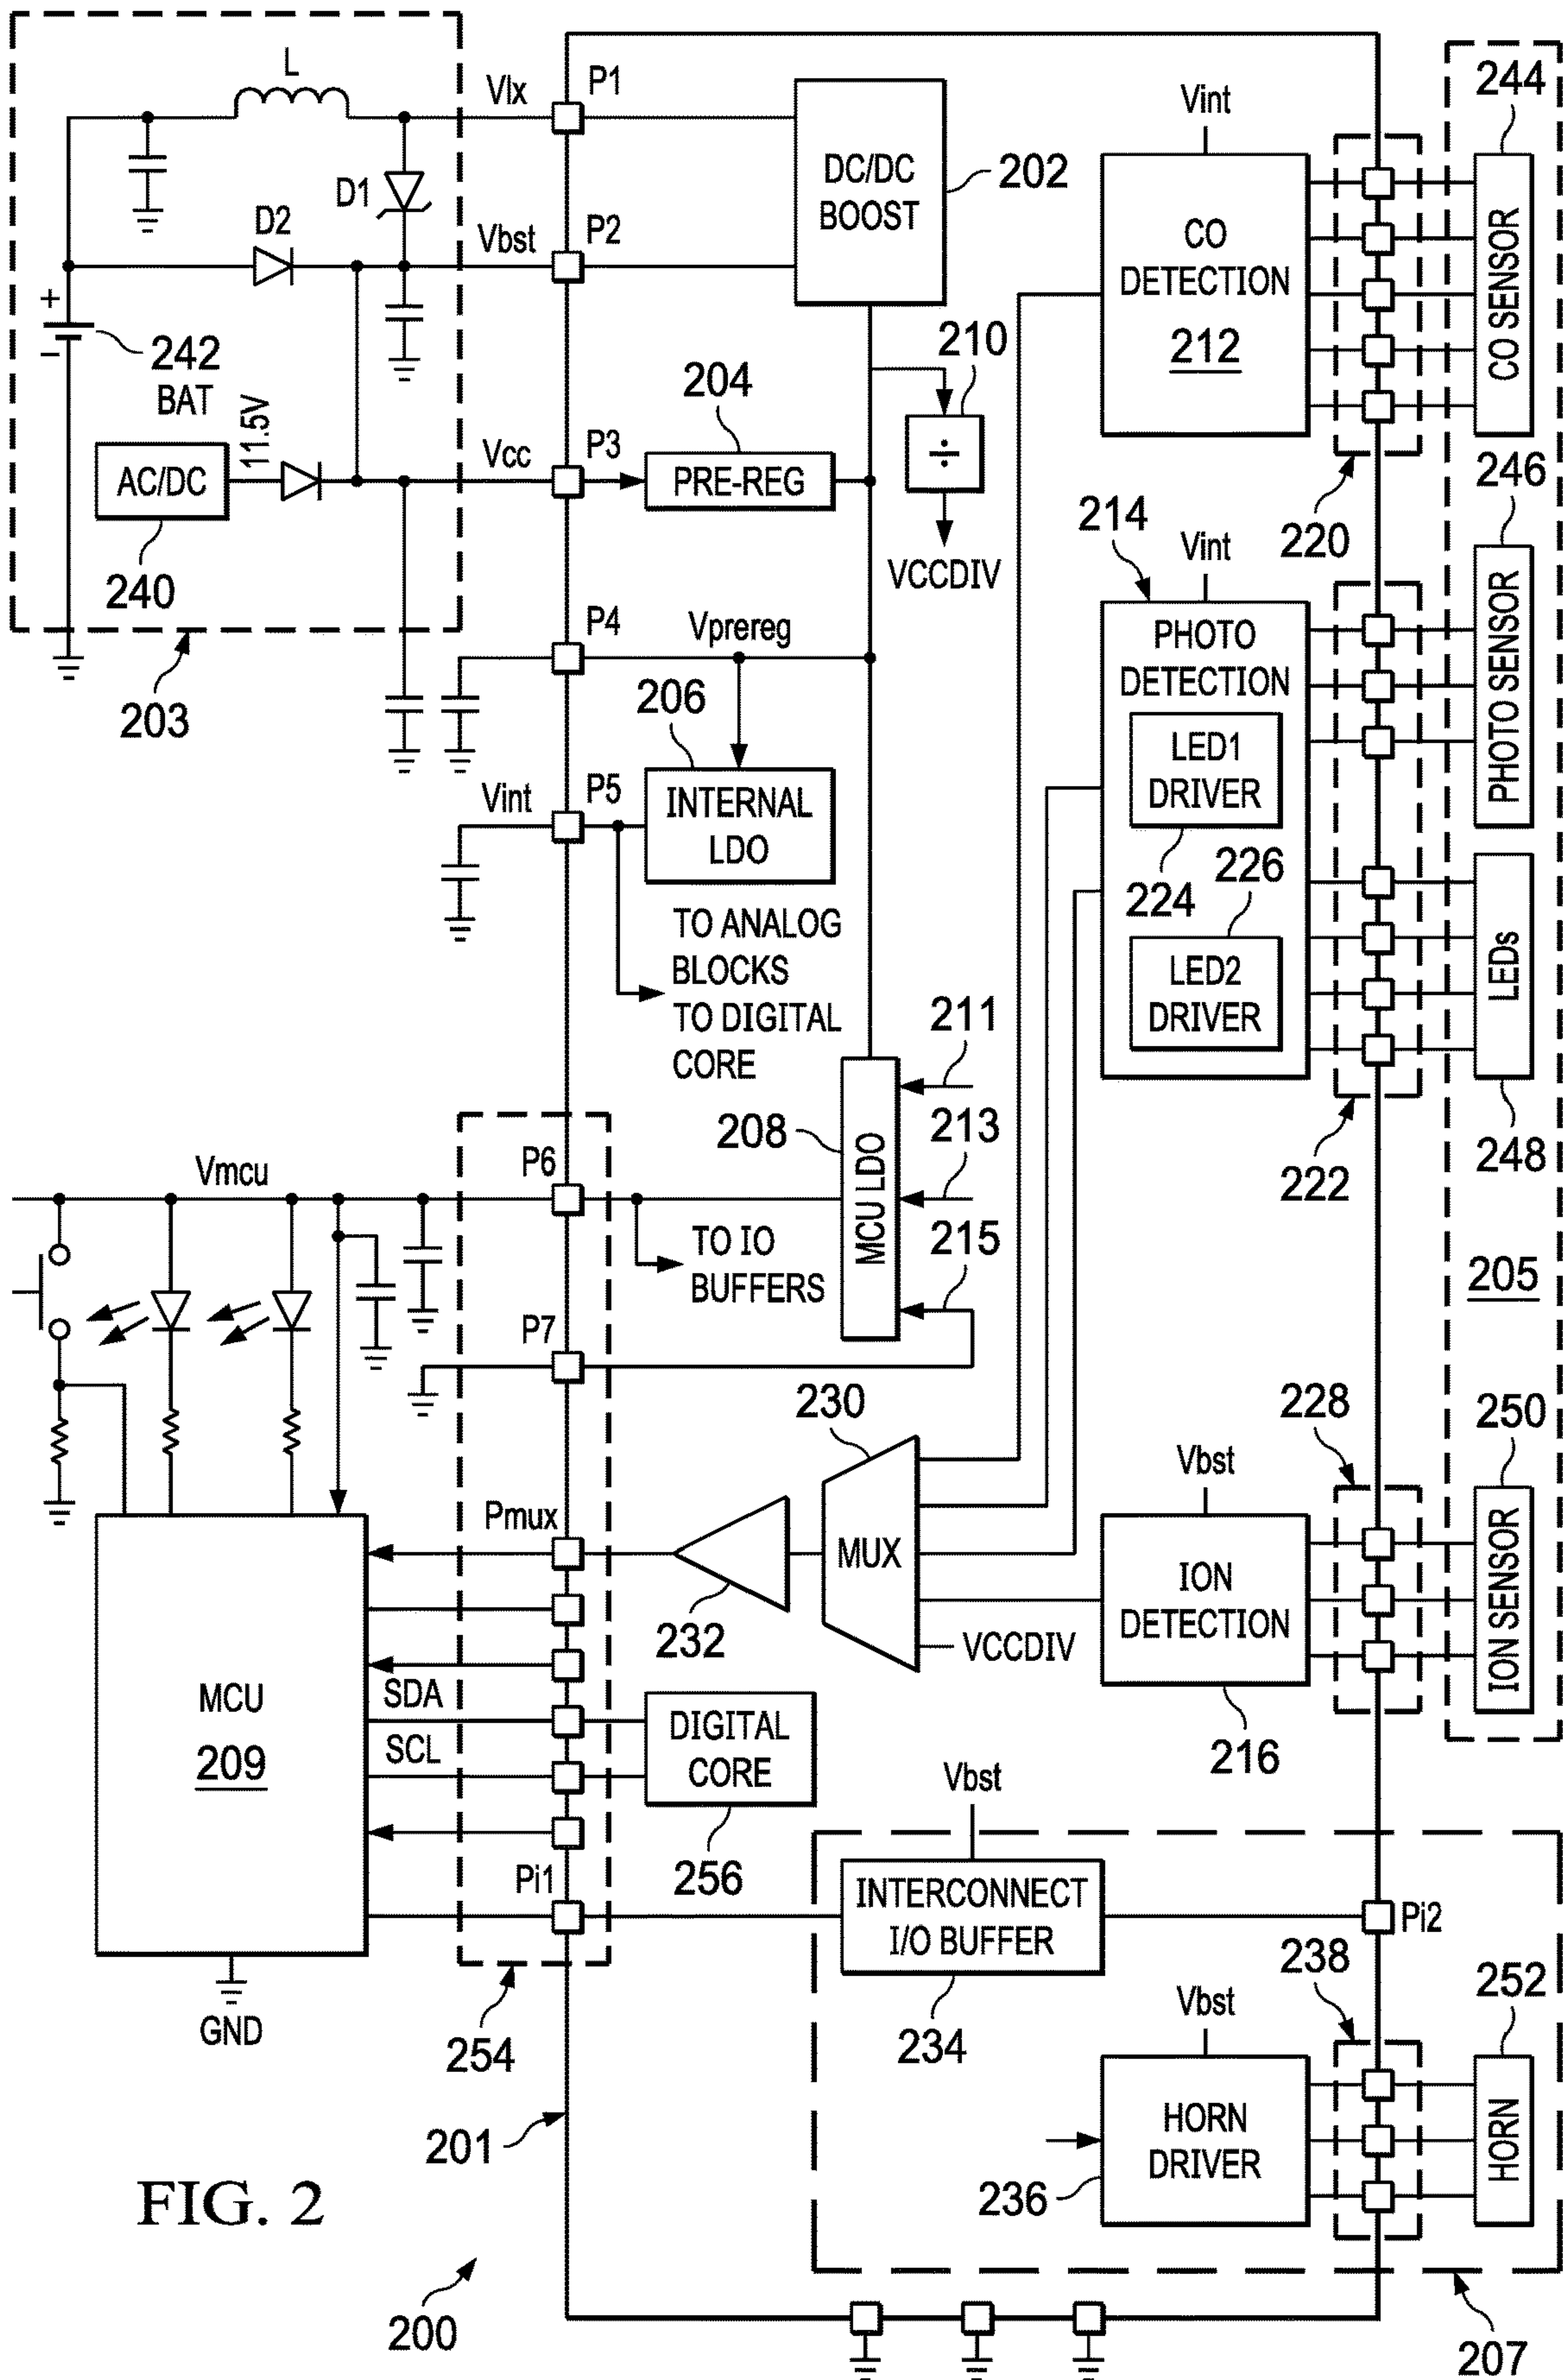 L
Vlx
P1
DC/DC
BOOST
202
D1
D2
Vbst
P2
+
−
242
BAT
11.5V
AC/DC
240
203
Vcc
P3
204
PRE-REG
210
÷
VCCDIV
P4
Vprereg
206
Vint
P5
INTERNAL
LDO
TO ANALOG
BLOCKS
TO DIGITAL
CORE
211
213
215
208
MCU LDO
Vmcu
P6
TO IO
BUFFERS
P7
230
MUX
VCCDIV
232
Pmux
MCU
209
SDA
SCL
DIGITAL
CORE
256
Pi1
GND
254
201
Vint
CO
DETECTION
212
220
244
CO SENSOR
214
Vint
PHOTO
DETECTION
LED1
DRIVER
224
226
LED2
DRIVER
222
246
PHOTO SENSOR
LEDs
248
205
228
250
Vbst
ION
DETECTION
216
ION SENSOR
Vbst
INTERCONNECT
I/O BUFFER
234
Pi2
238
252
Vbst
HORN
DRIVER
236
HORN
207
FIG. 2
200